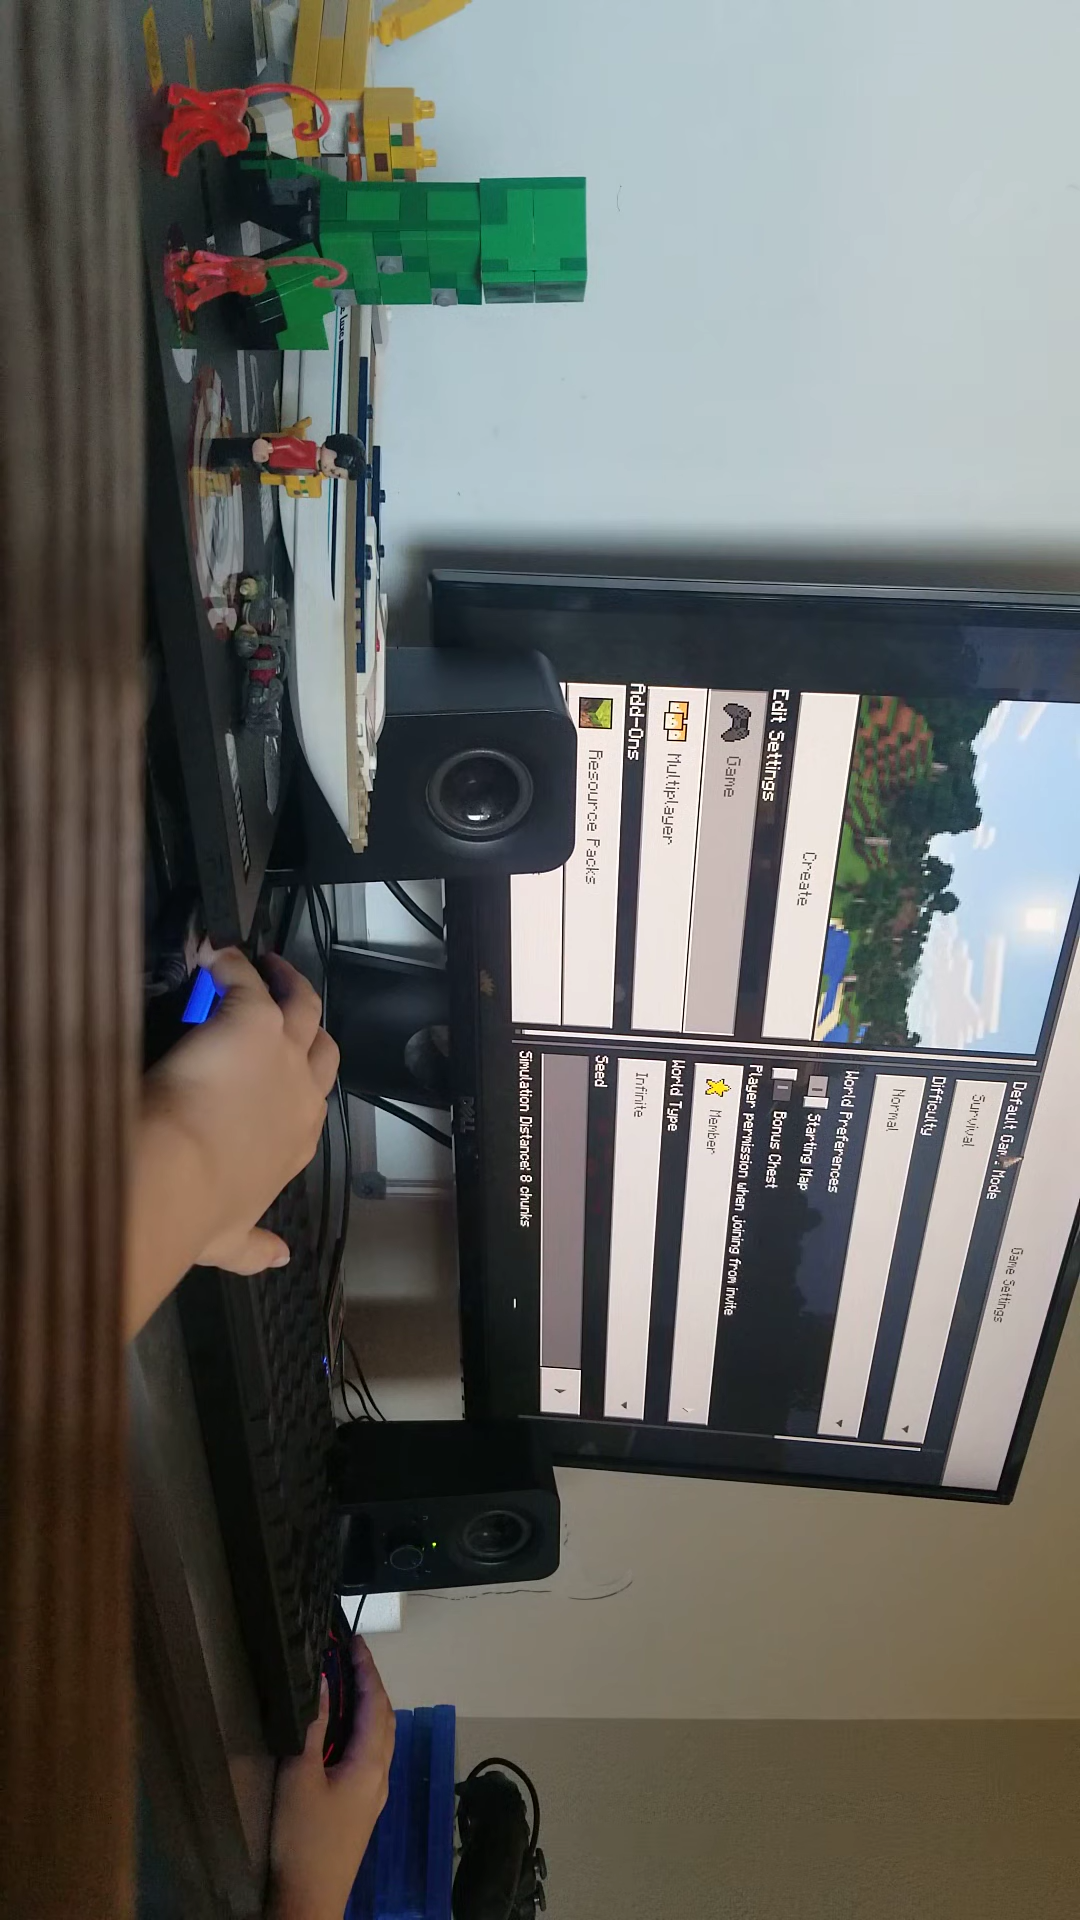 Game Settings
Create
Edit Settings
Game
Multiplayer
Add-Ons
Resource Packs
Default Game Mode
Survival
Difficulty
Normal
World Preferences
Starting Map
Bonus Chest
Player permission when joining from invite
Member
World Type
Infinite
Seed
Simulation Distance: 8 chunks
DELL